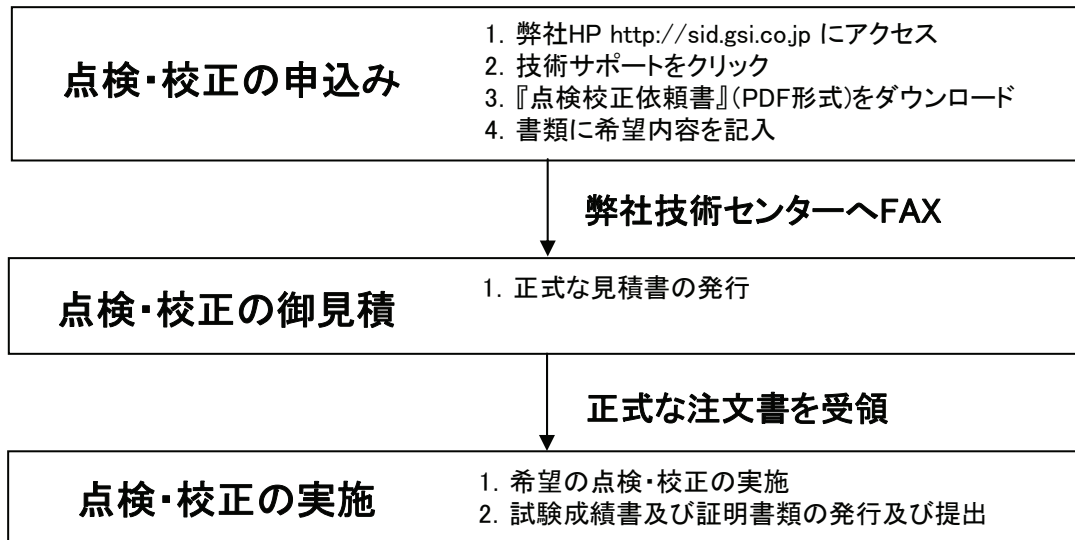 点検・校正の申込み
1. 弊社HP http://sid.gsi.co.jp にアクセス
2. 技術サポートをクリック
3. 『点検校正依頼書』(PDF形式)をダウンロード
4. 書類に希望内容を記入
弊社技術センターへFAX
点検・校正の御見積
1. 正式な見積書の発行
正式な注文書を受領
点検・校正の実施
1. 希望の点検・校正の実施
2. 試験成績書及び証明書類の発行及び提出